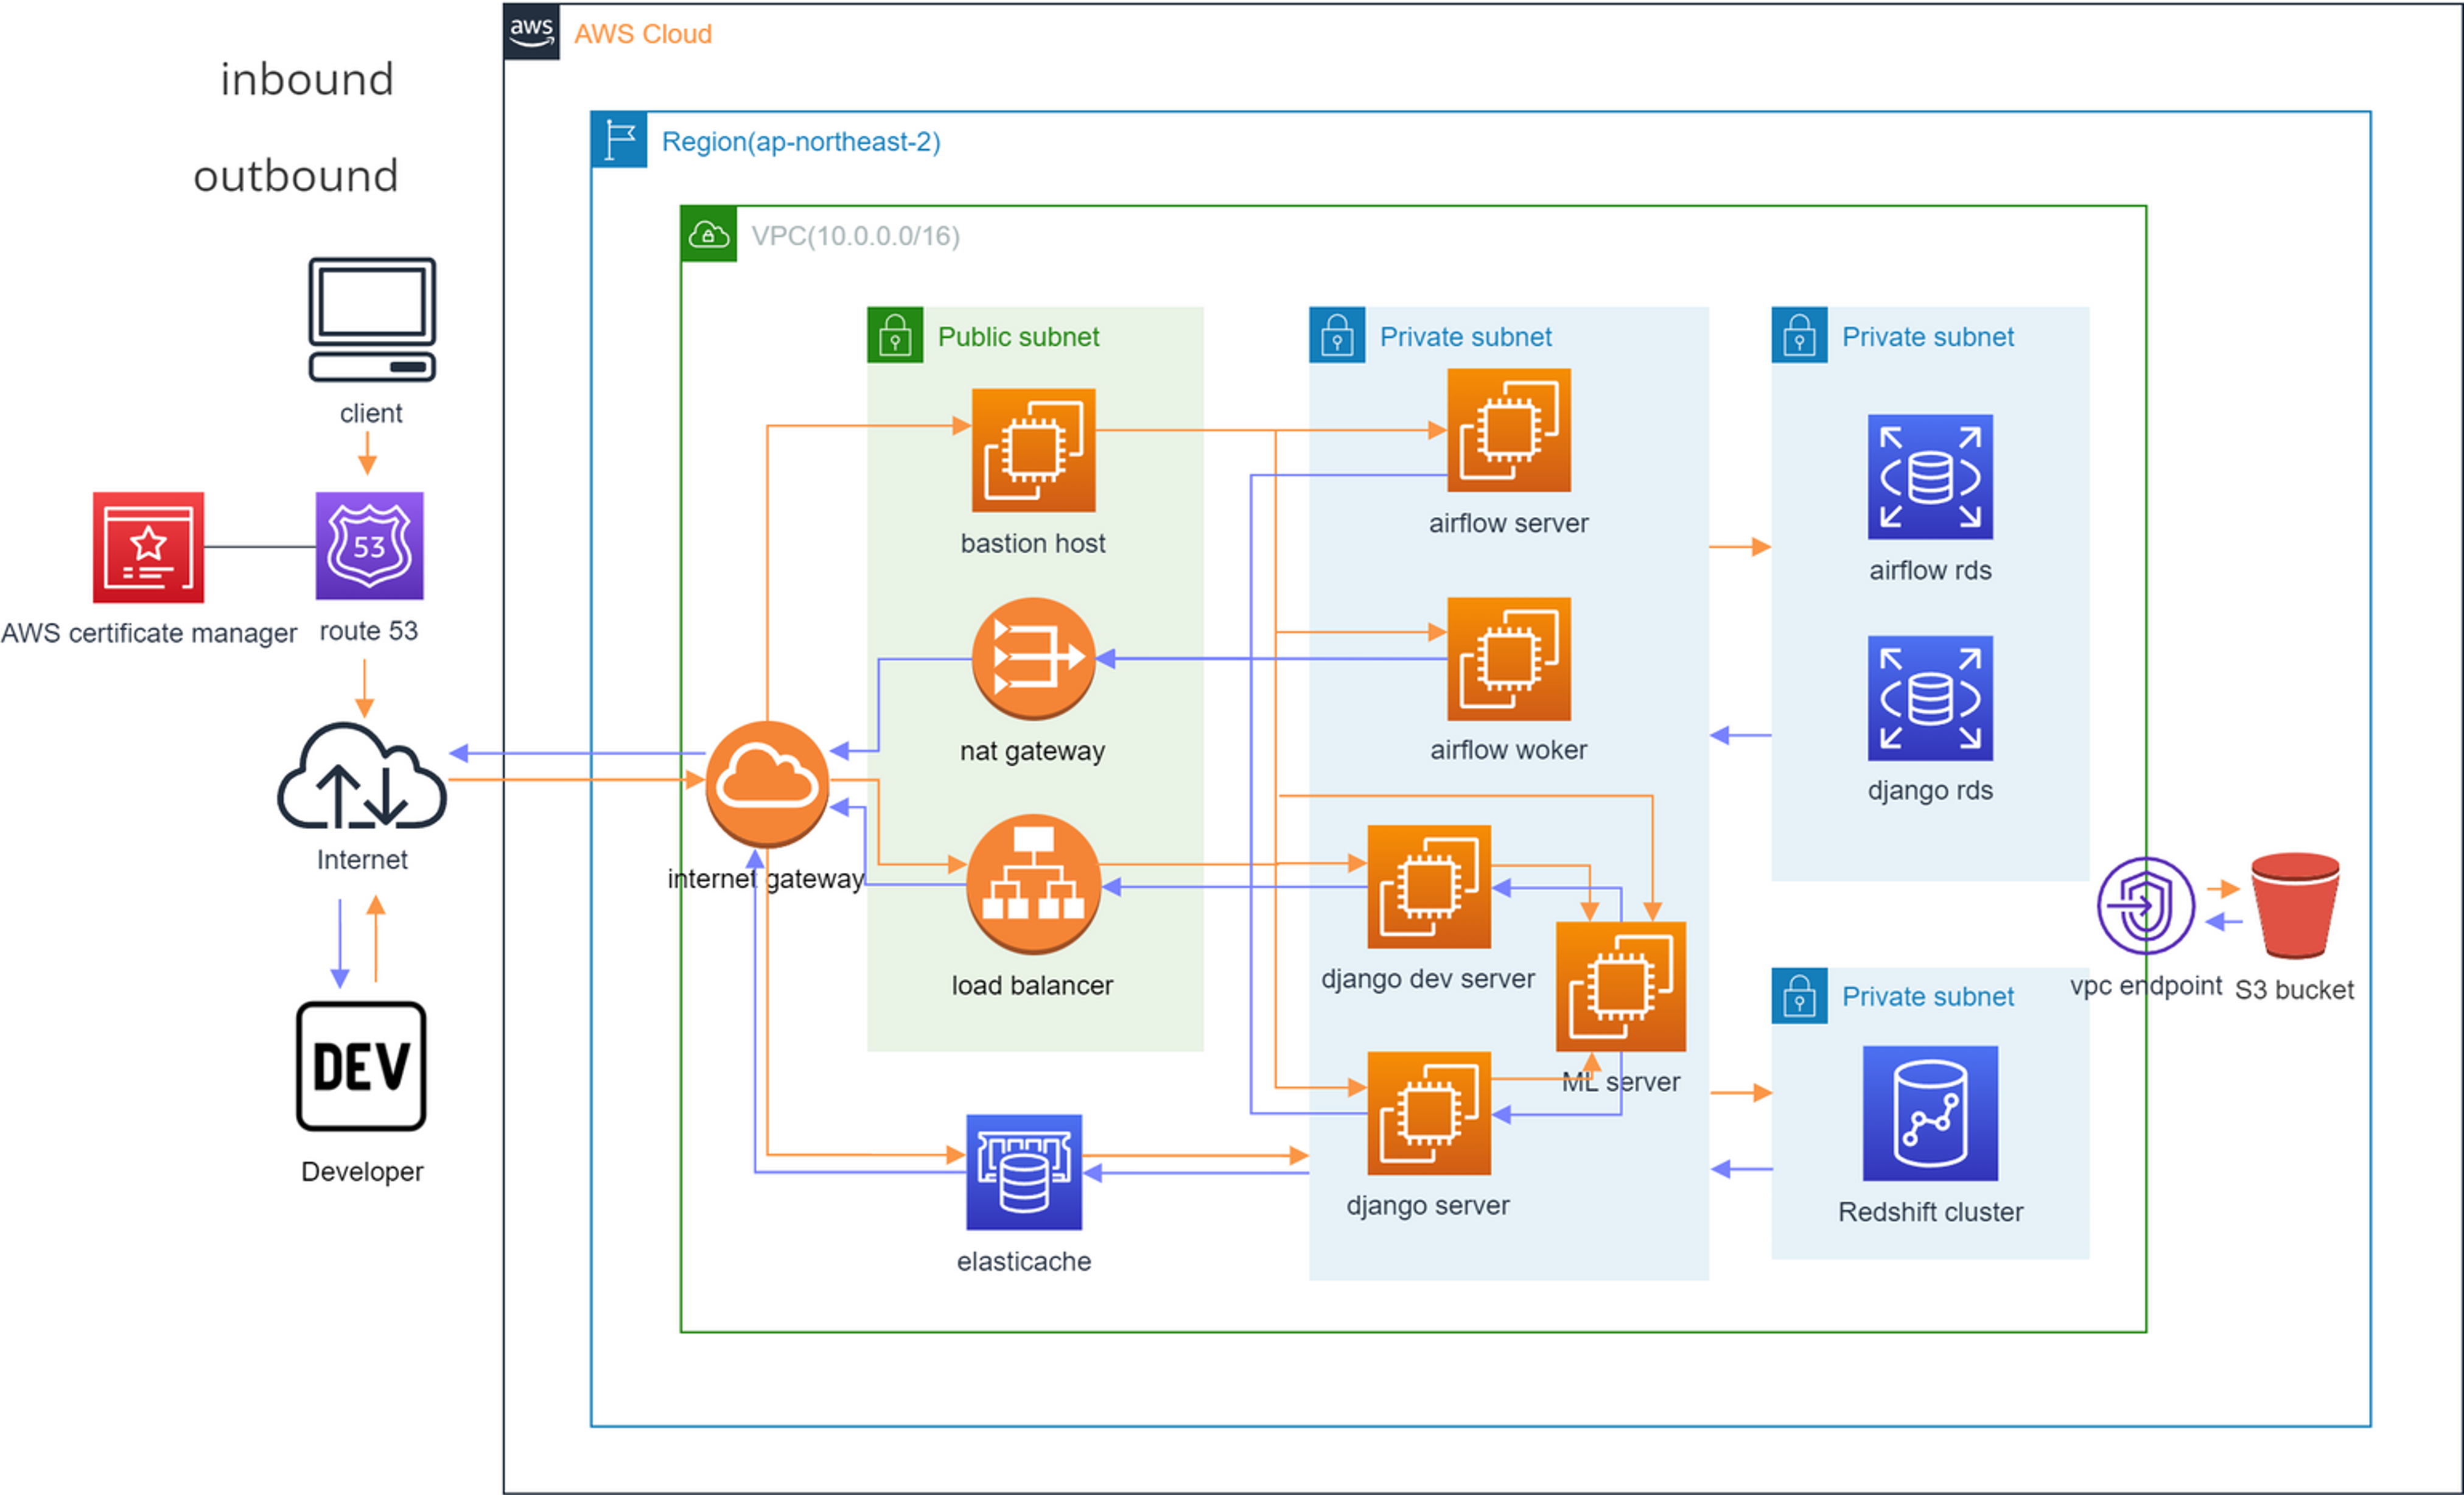 aws
AWS Cloud
inbound
outbound
Region(ap-northeast-2)
VPC(10.0.0.0/16)
client
AWS certificate manager
53
route 53
Internet
DEV
Developer
internet gateway
Public subnet
bastion host
nat gateway
load balancer
elasticache
Private subnet
airflow server
airflow woker
django dev server
ML server
django server
Private subnet
airflow rds
django rds
Private subnet
Redshift cluster
vpc endpoint
S3 bucket